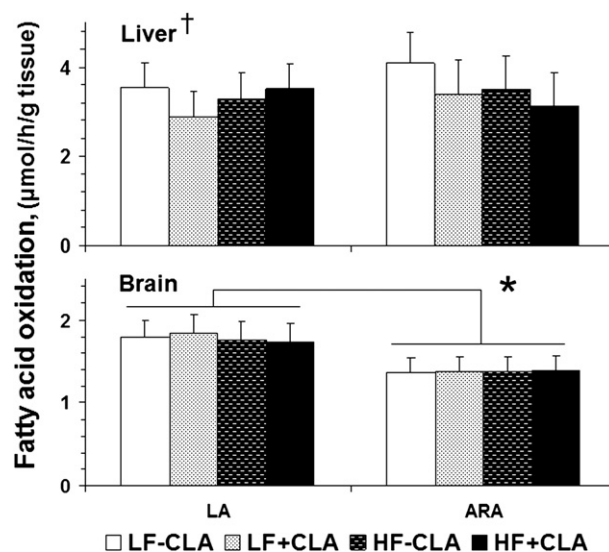 Fatty acid oxidation, (µmol/h/g tissue)
Liver †
4
2
0
Brain
*
2
1
0
LA ARA
LF-CLA LF+CLA HF-CLA HF+CLA